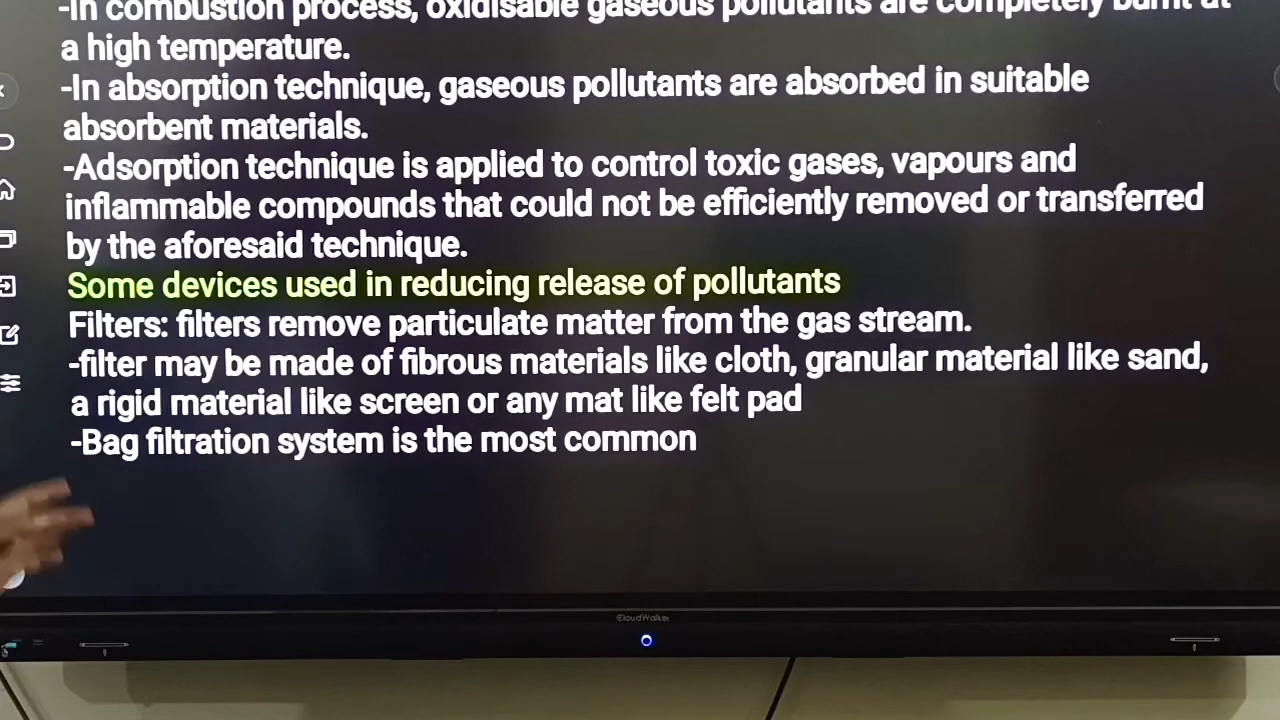 -In combustion process, oxidisable gaseous pollutants are completely burnt at
a high temperature.
-In absorption technique, gaseous pollutants are absorbed in suitable
absorbent materials.
-Adsorption technique is applied to control toxic gases, vapours and
inflammable compounds that could not be efficiently removed or transferred
by the aforesaid technique.
Some devices used in reducing release of pollutants
Filters: filters remove particulate matter from the gas stream.
-filter may be made of fibrous materials like cloth, granular material like sand,
a rigid material like screen or any mat like felt pad
-Bag filtration system is the most common
CloudWalker